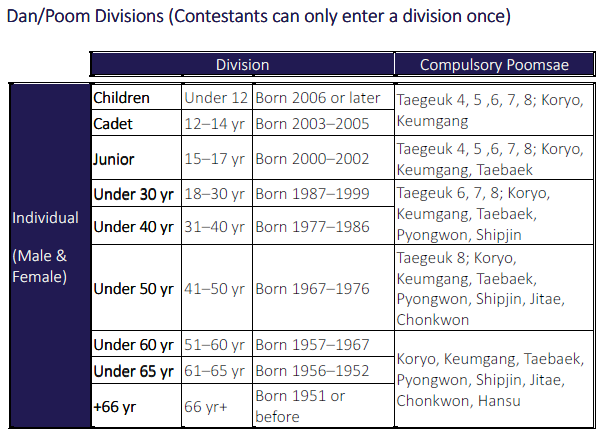 Dan/Poom Divisions (Contestants can only enter a division once)
Division Compulsory Poomsae
Individual
(Male &
Female)
Children Under 12 Born 2006 or later
Cadet 12–14 yr Born 2003–2005
Taegeuk 4, 5 ,6, 7, 8; Koryo,
Keumgang
Junior 15–17 yr Born 2000–2002
Taegeuk 4, 5 ,6, 7, 8; Koryo,
Keumgang, Taebaek
Under 30 yr 18–30 yr Born 1987–1999
Under 40 yr 31–40 yr Born 1977–1986
Taegeuk 6, 7, 8; Koryo,
Keumgang, Taebaek,
Pyongwon, Shipjin
Under 50 yr 41–50 yr Born 1967–1976
Taegeuk 8; Koryo,
Keumgang, Taebaek,
Pyongwon, Shipjin, Jitae,
Chonkwon
Under 60 yr 51–60 yr Born 1957–1967
Under 65 yr 61–65 yr Born 1956–1952
+66 yr 66 yr+ Born 1951 or
before
Koryo, Keumgang, Taebaek,
Pyongwon, Shipjin, Jitae,
Chonkwon, Hansu